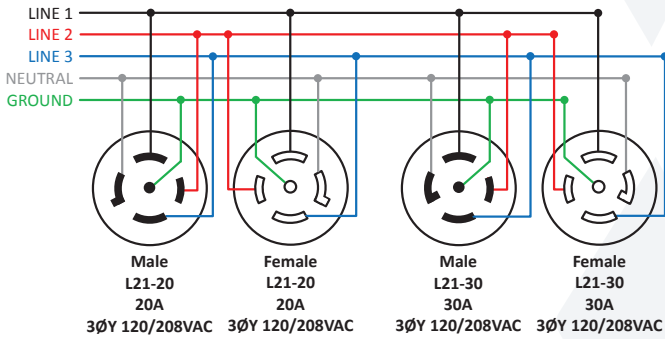 LINE 1
LINE 2
LINE 3
NEUTRAL
GROUND
Male
L21-20
20A
3ØY 120/208VAC
Female
L21-20
20A
3ØY 120/208VAC
Male
L21-30
30A
3ØY 120/208VAC
Female
L21-30
30A
3ØY 120/208VAC